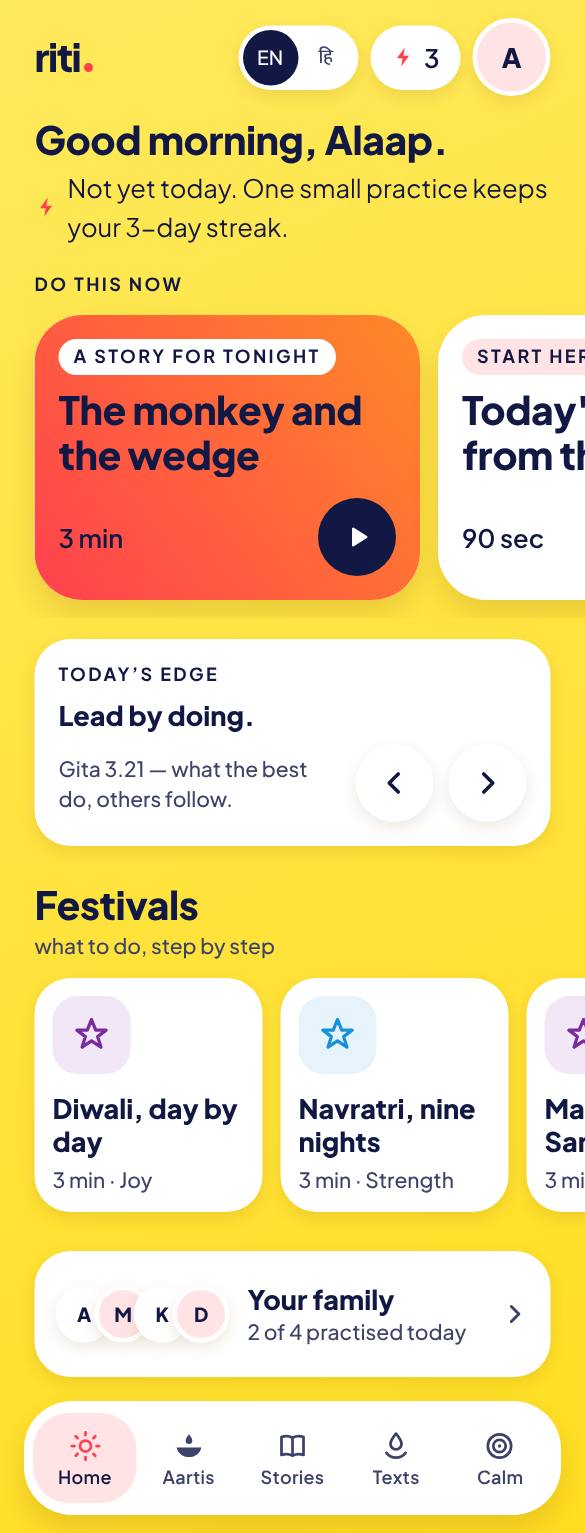 riti.
EN हि 3 A
Good morning, Alaap.
Not yet today. One small practice keeps
your 3-day streak.
DO THIS NOW
A STORY FOR TONIGHT
The monkey and
the wedge
3 min
START HER
Today'
from th
90 sec
TODAY’S EDGE
Lead by doing.
Gita 3.21 — what the best
do, others follow.
Festivals
what to do, step by step
Diwali, day by
day
3 min · Joy
Navratri, nine
nights
3 min · Strength
Ma
San
3 mi
A M K D
Your family
2 of 4 practised today
Home Aartis Stories Texts Calm